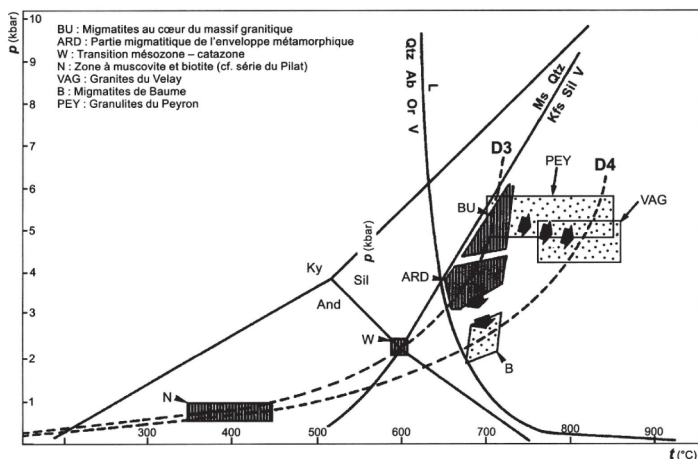 10
9
8
7
6
5
4
3
2
1
p (kbar)
BU : Migmatites au cœur du massif granitique
ARD : Partie migmatitique de l'enveloppe métamorphique
W : Transition mésozone – catazone
N : Zone à muscovite et biotite (cf. série du Pilat)
VAG : Granites du Velay
B : Migmatites de Baume
PEY : Granulites du Peyron
L
Qtz Ab Or V
Ms Qtz
Kfs Sil V
D3
PEY
D4
VAG
BU
p (kbar)
Ky
Sil
And
ARD
W
B
N
300
400
500
600
700
800
900
t (°C)